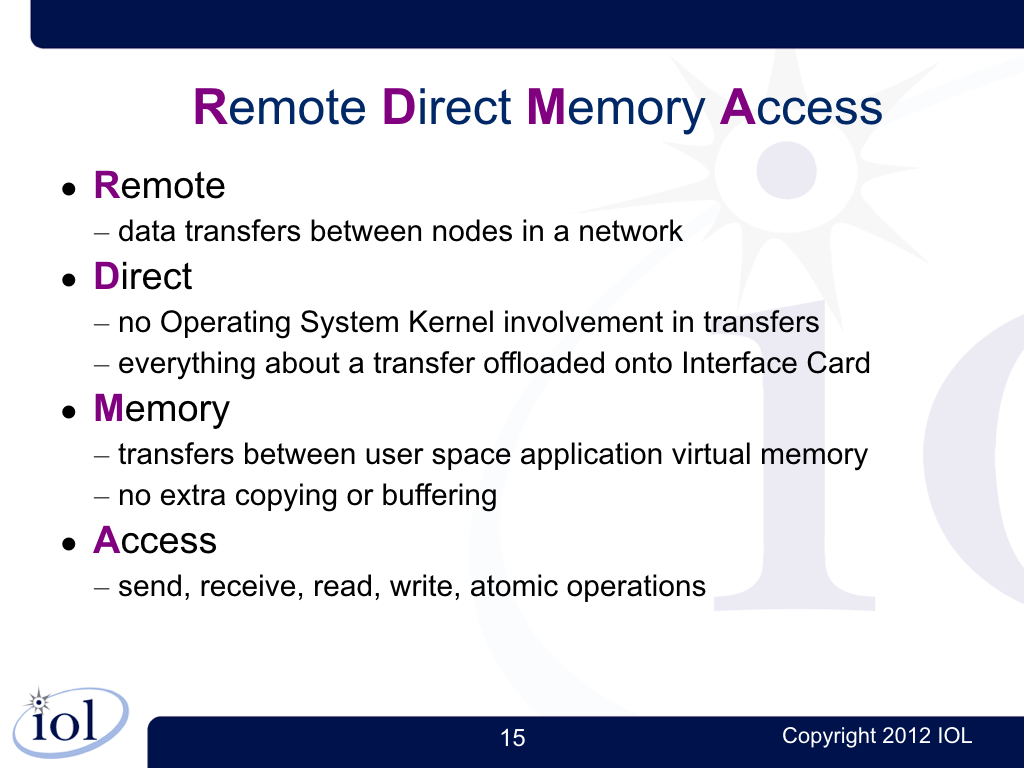 Remote Direct Memory Access
● Remote
– data transfers between nodes in a network
● Direct
– no Operating System Kernel involvement in transfers
– everything about a transfer offloaded onto Interface Card
● Memory
– transfers between user space application virtual memory
– no extra copying or buffering
● Access
– send, receive, read, write, atomic operations
iol
15
Copyright 2012 IOL